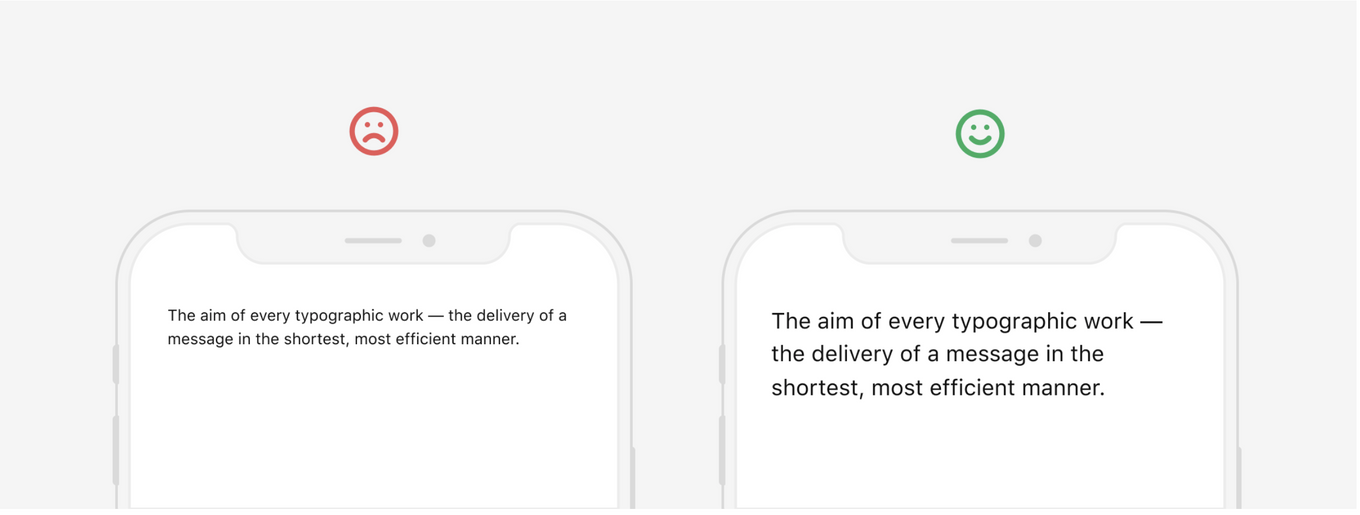 The aim of every typographic work — the delivery of a
message in the shortest, most efficient manner.
The aim of every typographic work —
the delivery of a message in the
shortest, most efficient manner.